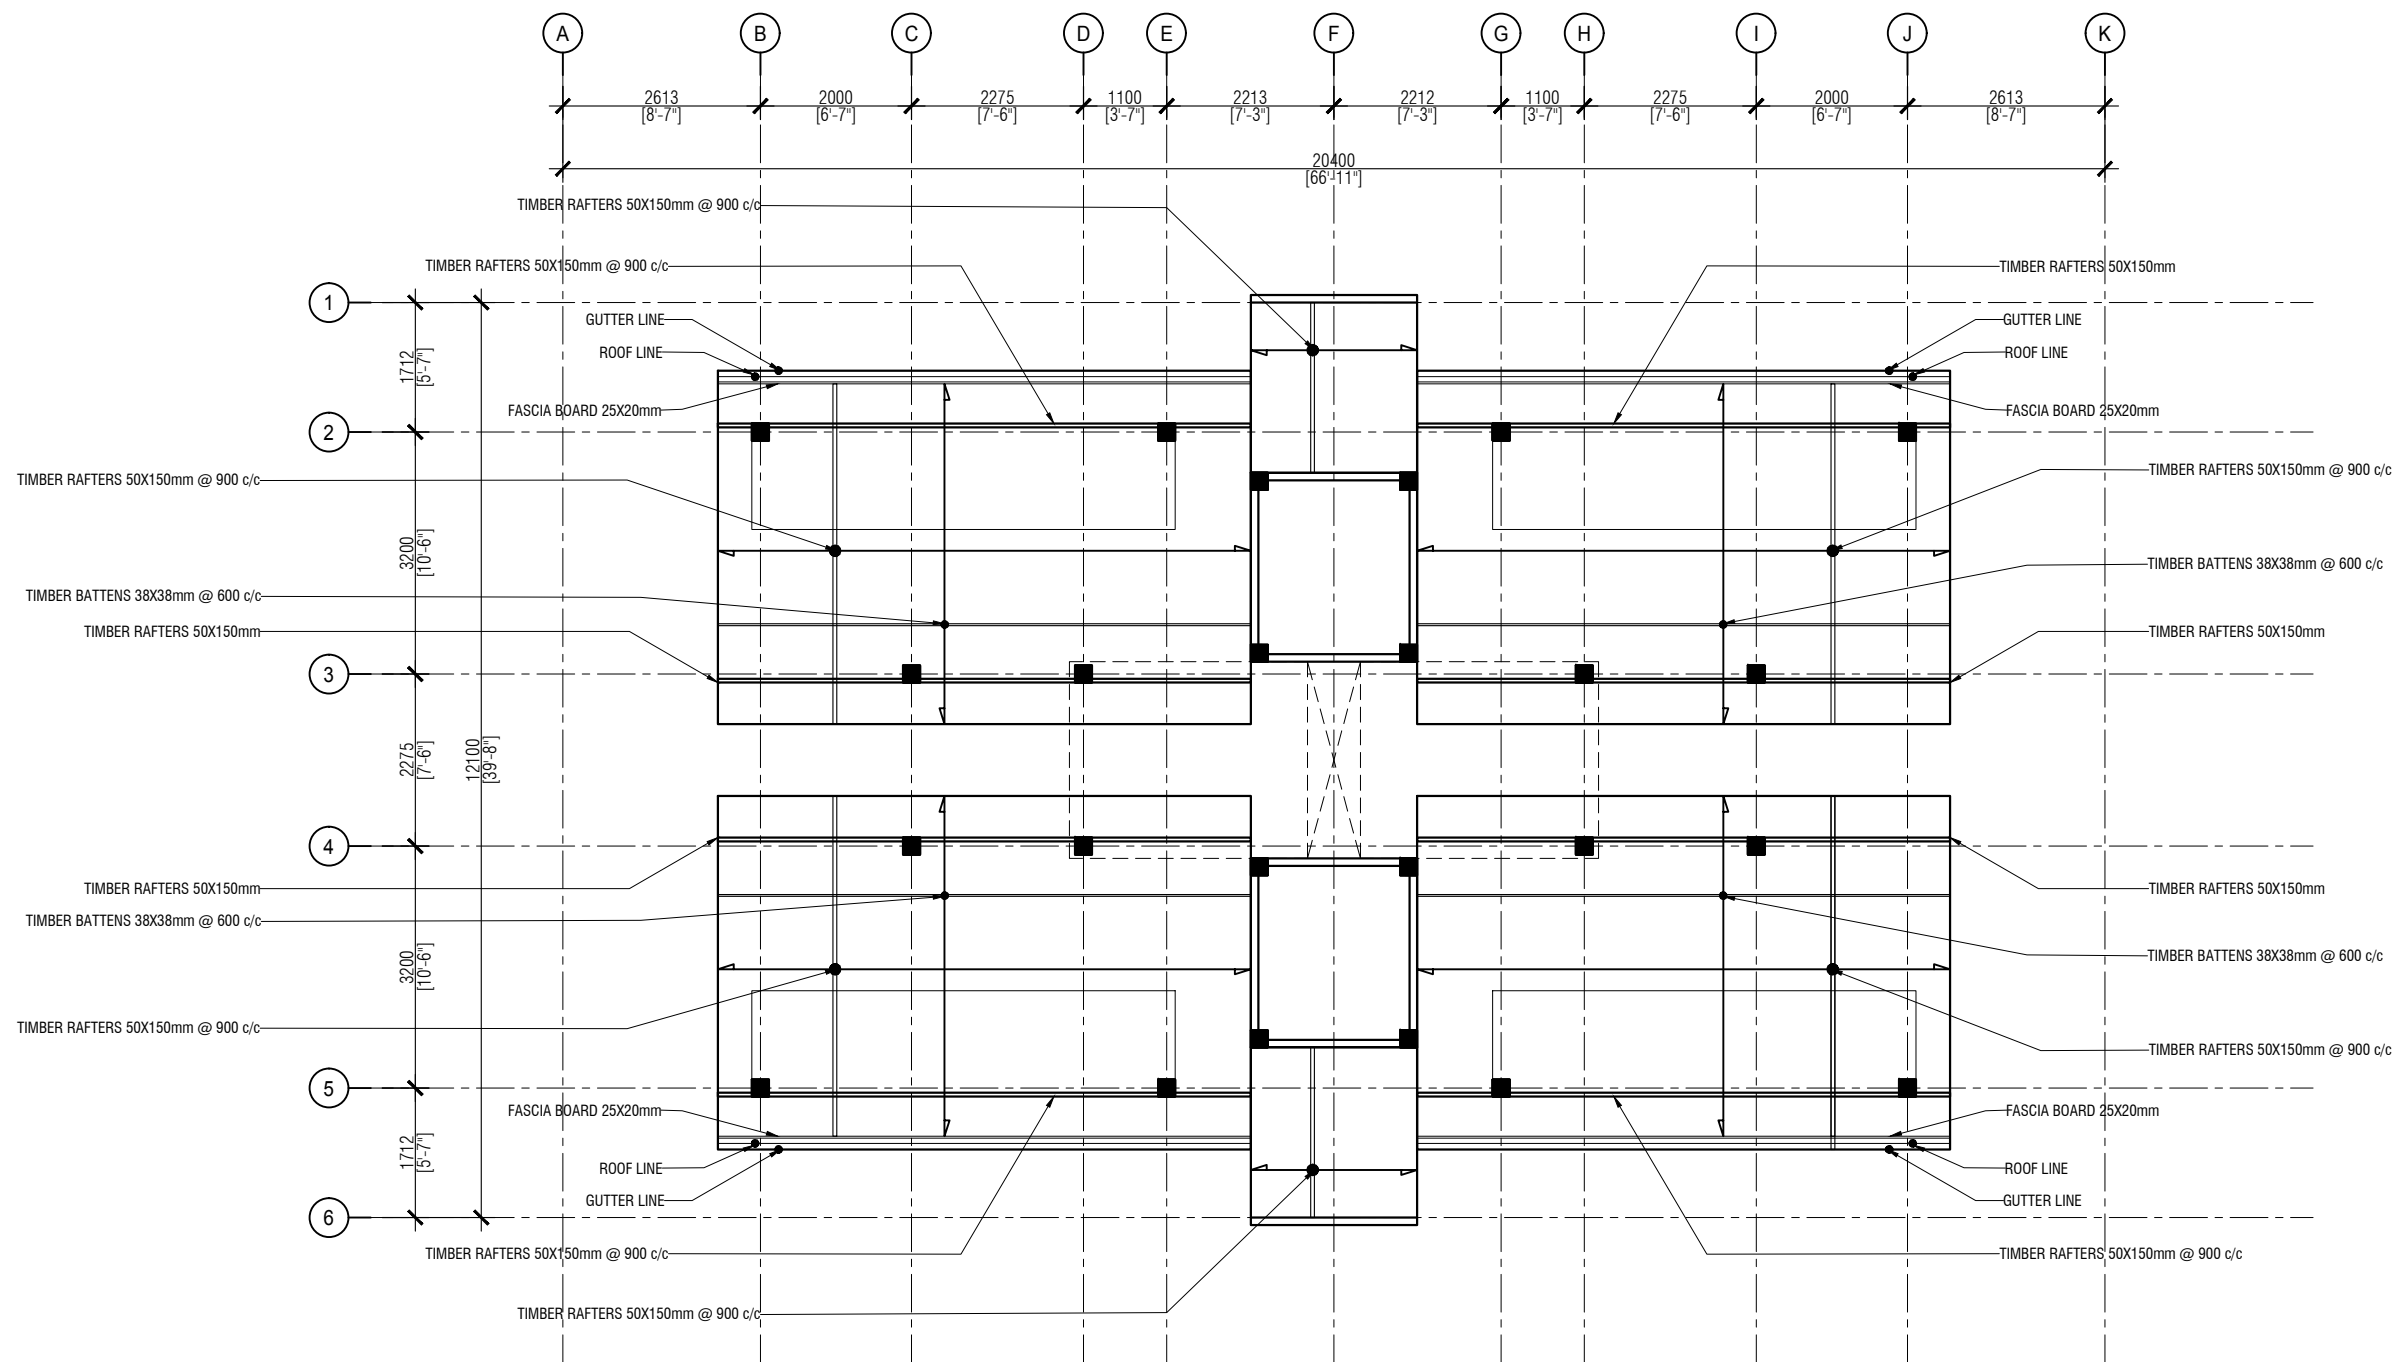 A B C D E F G H I J K
2613 2000 2275 1100 2213 2212 1100 2275 2000 2613
[8'-7"] [6'-7"] [7'-6"] [3'-7"] [7'-3"] [7'-3"] [3'-7"] [7'-6"] [6'-7"] [8'-7"]
20400
[66'-11"]
TIMBER RAFTERS 50X150mm @ 900 c/c
TIMBER RAFTERS 50X150mm @ 900 c/c
TIMBER RAFTERS 50X150mm
1
GUTTER LINE
GUTTER LINE
ROOF LINE
ROOF LINE
1712
[5'-7"]
FASCIA BOARD 25X20mm
FASCIA BOARD 25X20mm
2
TIMBER RAFTERS 50X150mm @ 900 c/c
TIMBER RAFTERS 50X150mm @ 900 c/c
3200
[10'-6"]
TIMBER BATTENS 38X38mm @ 600 c/c
TIMBER BATTENS 38X38mm @ 600 c/c
TIMBER RAFTERS 50X150mm
TIMBER RAFTERS 50X150mm
3
2275
[7'-6"]
12100
[39'-8"]
4
TIMBER RAFTERS 50X150mm
TIMBER RAFTERS 50X150mm
TIMBER BATTENS 38X38mm @ 600 c/c
TIMBER BATTENS 38X38mm @ 600 c/c
3200
[10'-6"]
TIMBER RAFTERS 50X150mm @ 900 c/c
TIMBER RAFTERS 50X150mm @ 900 c/c
5
FASCIA BOARD 25X20mm
FASCIA BOARD 25X20mm
1712
[5'-7"]
ROOF LINE
ROOF LINE
GUTTER LINE
GUTTER LINE
6
TIMBER RAFTERS 50X150mm @ 900 c/c
TIMBER RAFTERS 50X150mm @ 900 c/c
TIMBER RAFTERS 50X150mm @ 900 c/c